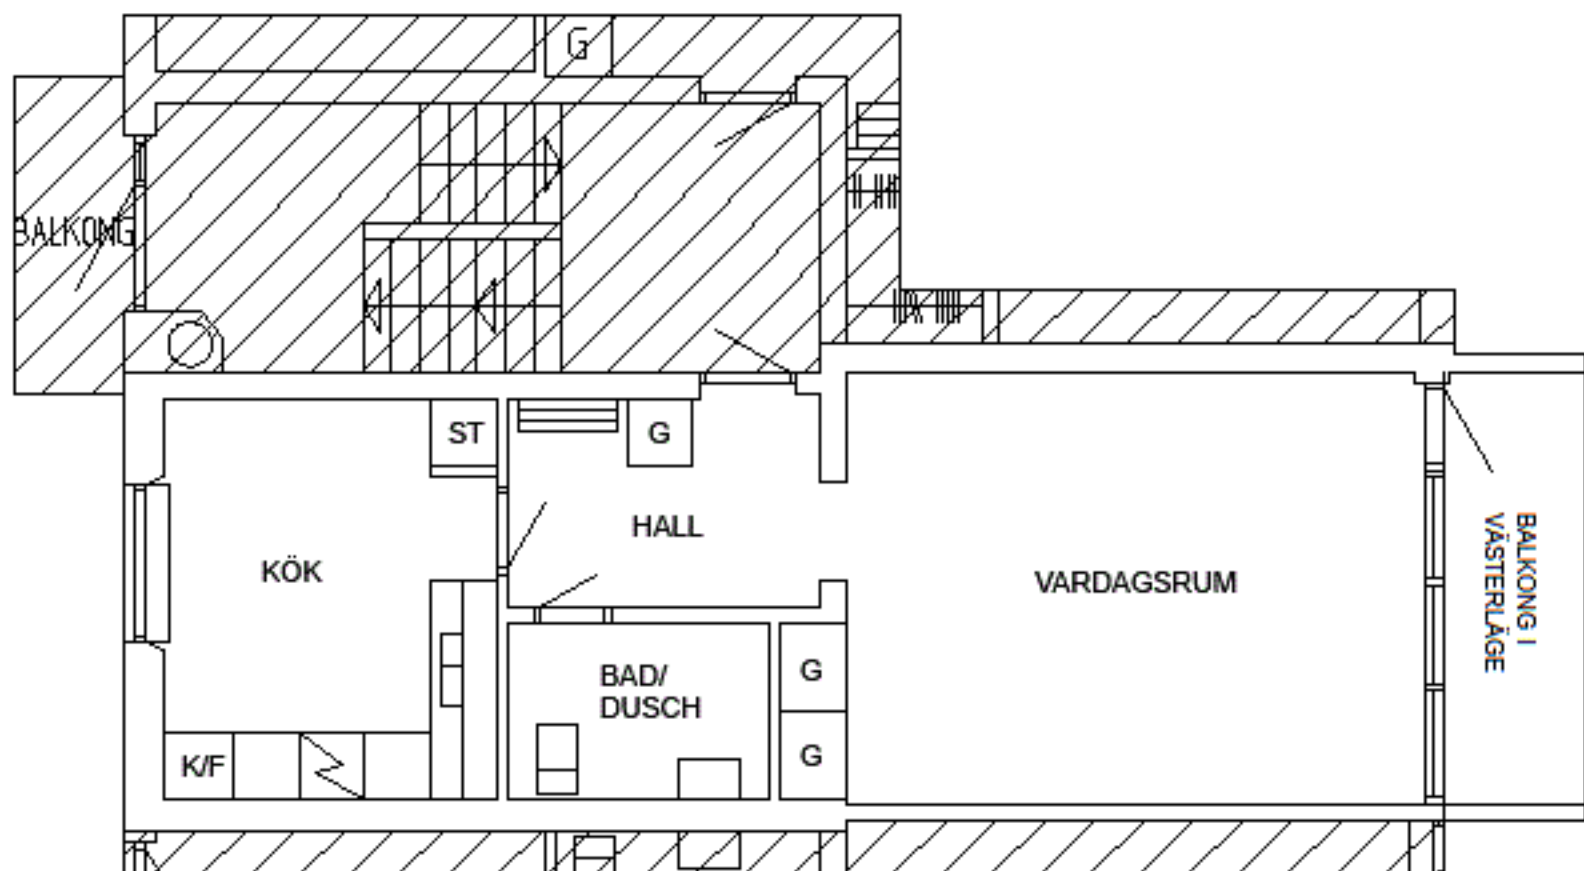 G
BALKONG
ST
G
HALL
KÖK
VARDAGSRUM
BALKONG I
VÄSTERLÄGE
BAD/
DUSCH
G
G
K/F